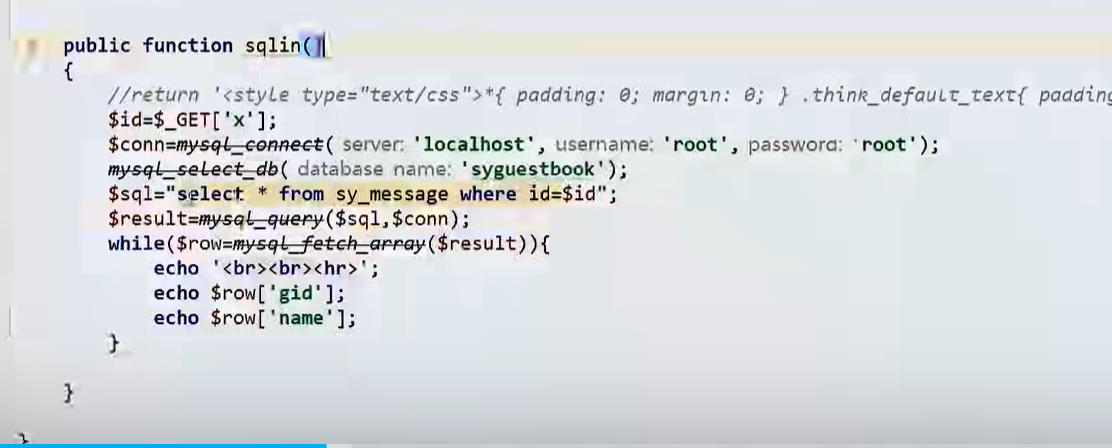 public function sqlin()
{
//return '<style type="text/css">*{ padding: 0; margin: 0; } .think_default_text{ padding
$id=$_GET['x'];
$conn=mysql_connect( server: 'localhost', username: 'root', password: 'root');
mysql_select_db( database name: 'syguestbook');
$sql="select * from sy_message where id=$id";
$result=mysql_query($sql,$conn);
while($row=mysql_fetch_array($result)){
echo '<br><br><hr>';
echo $row['gid'];
echo $row['name'];
}
}
}